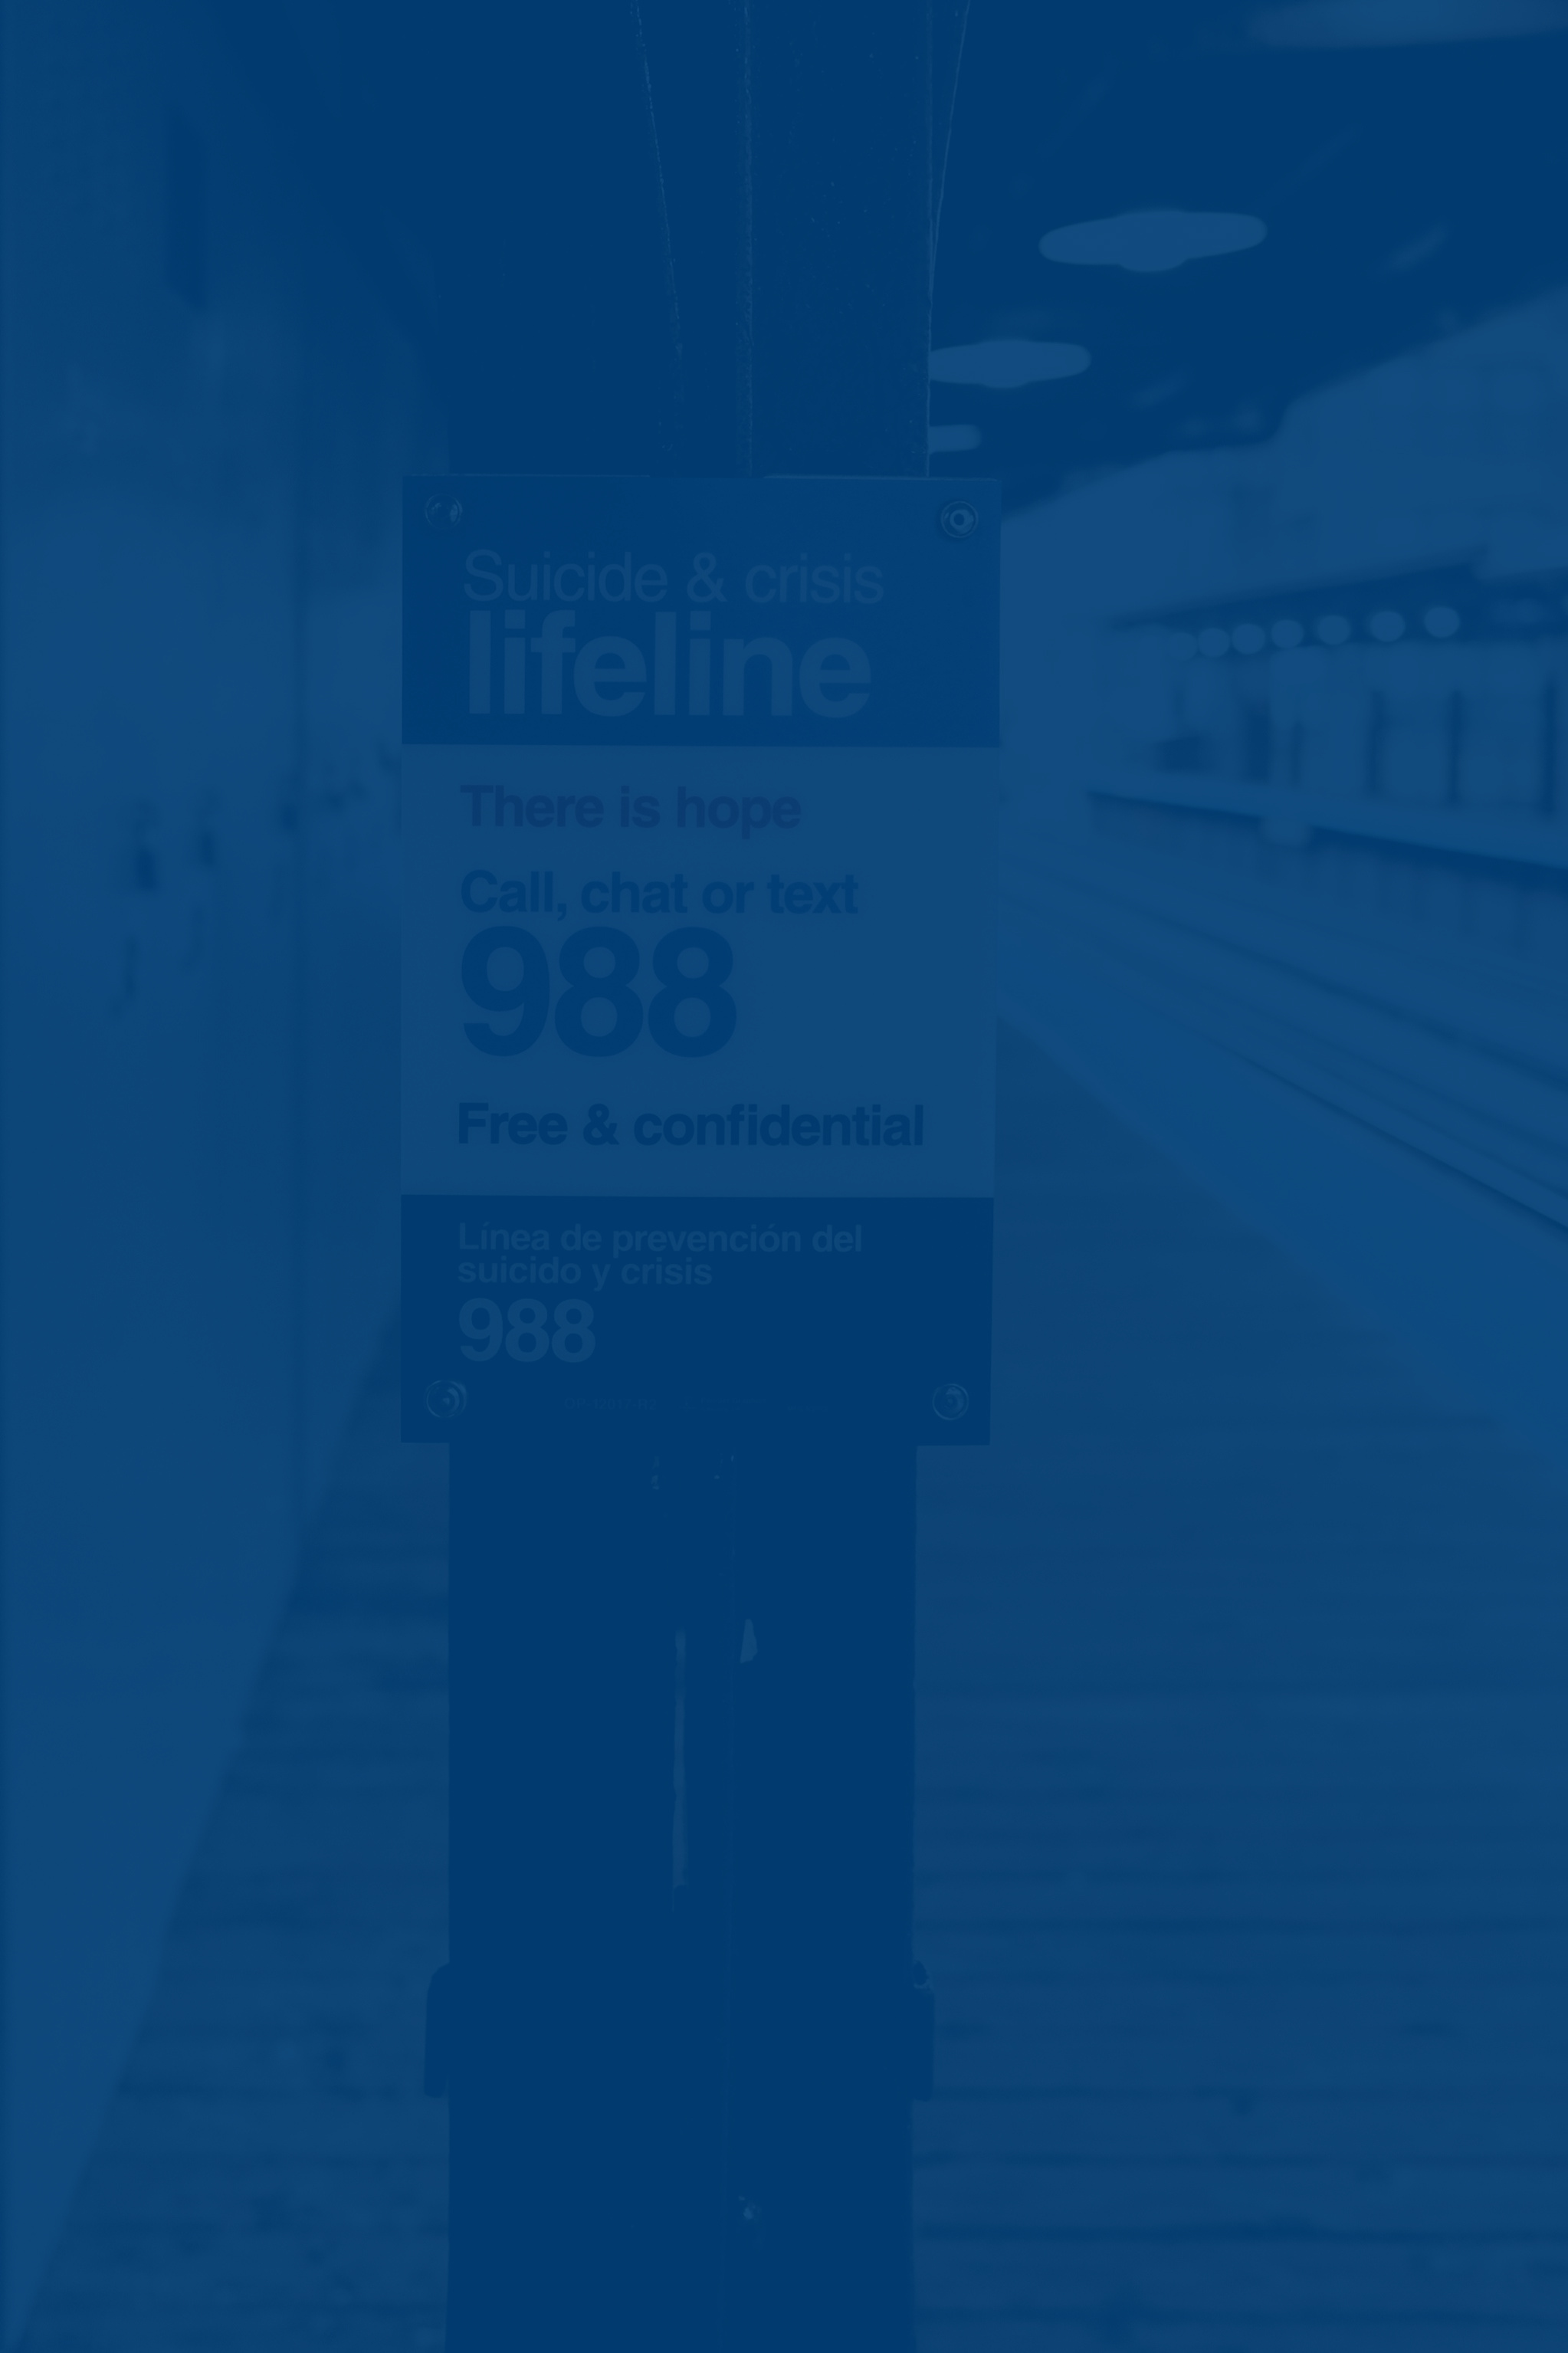 Suicide & crisis
lifeline
There is hope
Call, chat or text
988
Free & confidential
Línea de prevención del
suicido y crisis
988